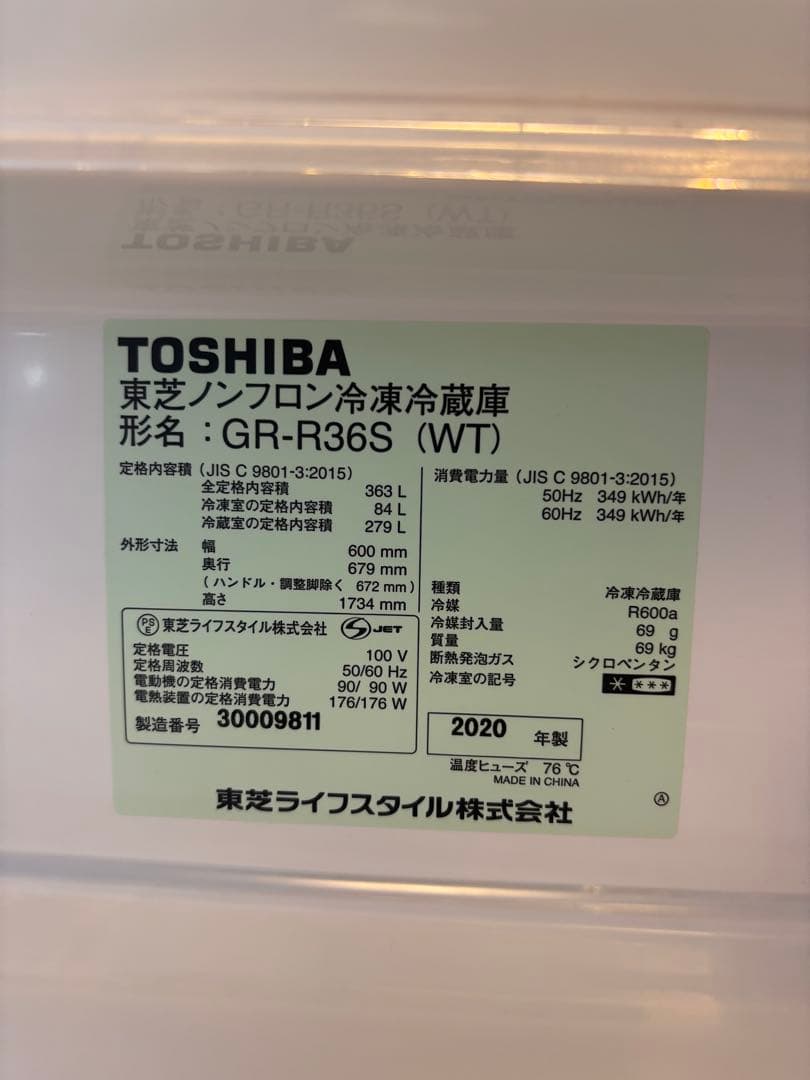 TOSHIBA
東芝ノンフロン冷凍冷蔵庫
形名：GR-R36S (WT)
定格内容積 (JIS C 9801-3:2015)
全定格内容積 363 L
冷凍室の定格内容積 84 L
冷蔵室の定格内容積 279 L
外形寸法 幅 600 mm
奥行 679 mm
(ハンドル・調整脚除く 672 mm)
高さ 1734 mm
消費電力量 (JIS C 9801-3:2015)
50Hz 349 kWh/年
60Hz 349 kWh/年
種類 冷凍冷蔵庫
冷媒 R600a
冷媒封入量 69 g
質量 69 kg
断熱発泡ガス シクロペンタン
冷凍室の記号 * ***
PSE 東芝ライフスタイル株式会社 JET
定格電圧 100 V
定格周波数 50/60 Hz
電動機の定格消費電力 90/ 90 W
電熱装置の定格消費電力 176/176 W
製造番号 30009811
2020 年製
温度ヒューズ 76 ℃
MADE IN CHINA
東芝ライフスタイル株式会社
Ⓐ